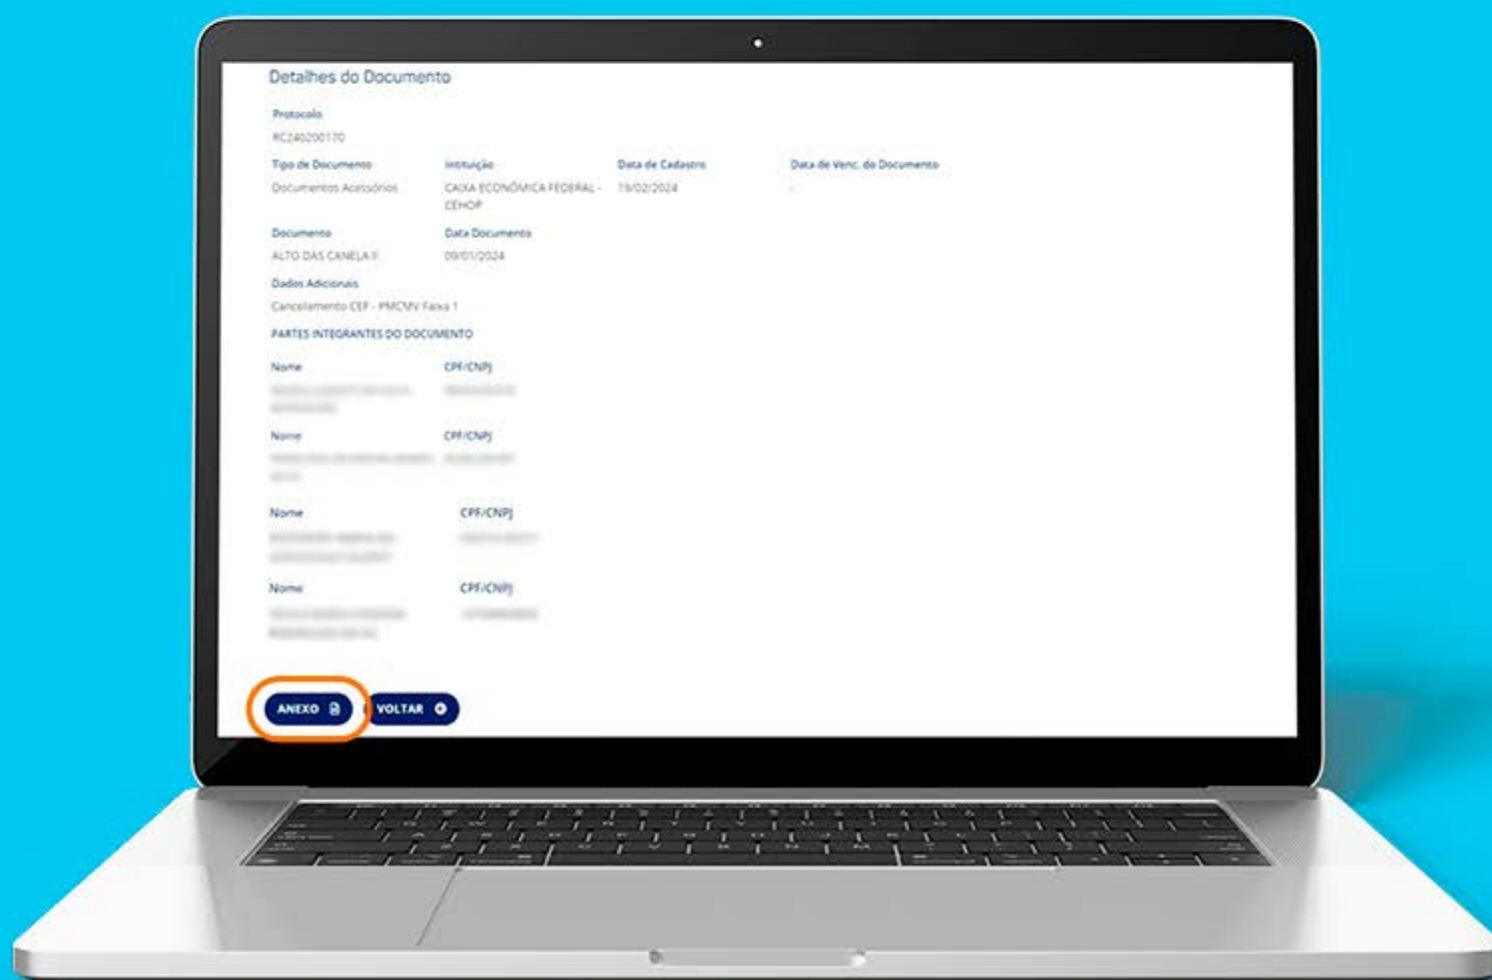 Detalhes do Documento
Protocolo
RC240200170
Tipo de Documento Intituição Data de Cadastro Data de Venc. do Documento
Documentos Acessórios CAIXA ECONÔMICA FEDERAL - 19/02/2024 -
CEHOP
Documento Data Documento
ALTO DAS CANELA II 09/01/2024
Dados Adicionais
Cancelamento CEF - PMCMV Faixa 1
PARTES INTEGRANTES DO DOCUMENTO
Nome CPF/CNPJ
Nome CPF/CNPJ
Nome CPF/CNPJ
Nome CPF/CNPJ
ANEXO VOLTAR